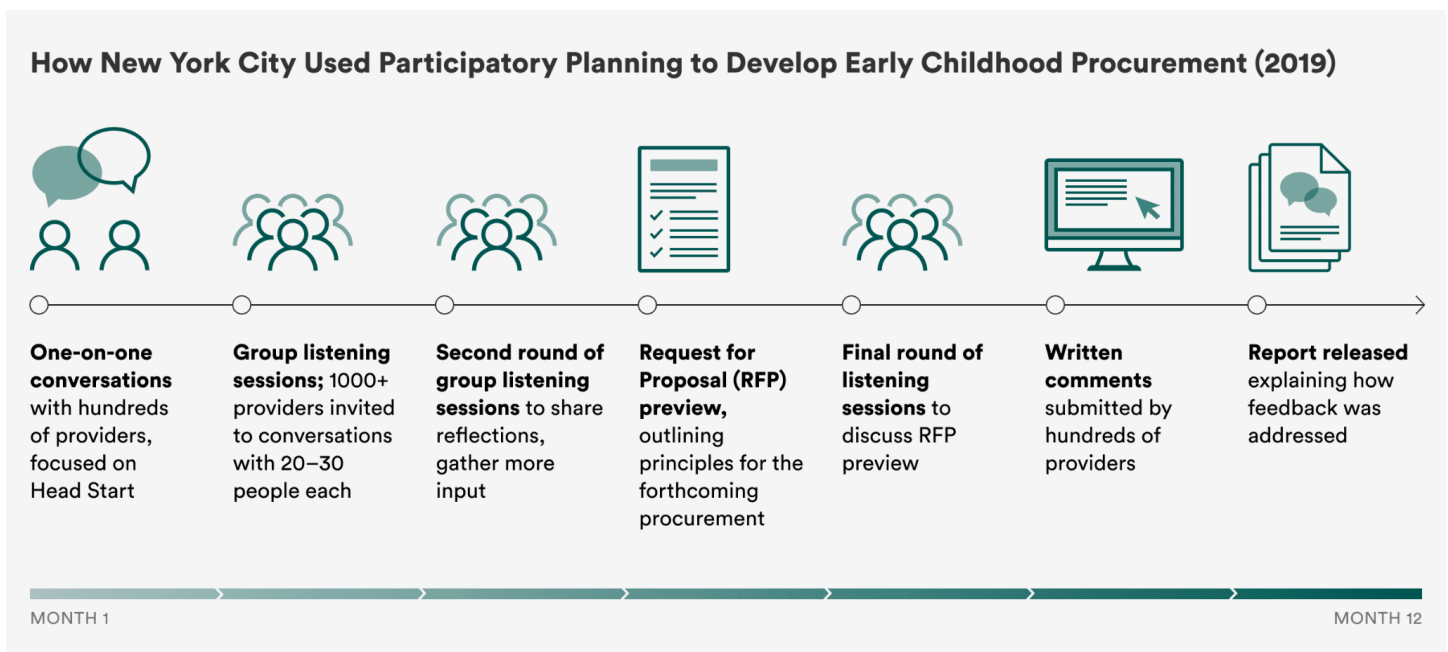 How New York City Used Participatory Planning to Develop Early Childhood Procurement (2019)
One-on-one
conversations
with hundreds
of providers,
focused on
Head Start
Group listening
sessions; 1000+
providers invited
to conversations
with 20–30
people each
Second round of
group listening
sessions to share
reflections,
gather more
input
Request for
Proposal (RFP)
preview,
outlining
principles for the
forthcoming
procurement
Final round of
listening
sessions to
discuss RFP
preview
Written
comments
submitted by
hundreds of
providers
Report released
explaining how
feedback was
addressed
MONTH 1
MONTH 12